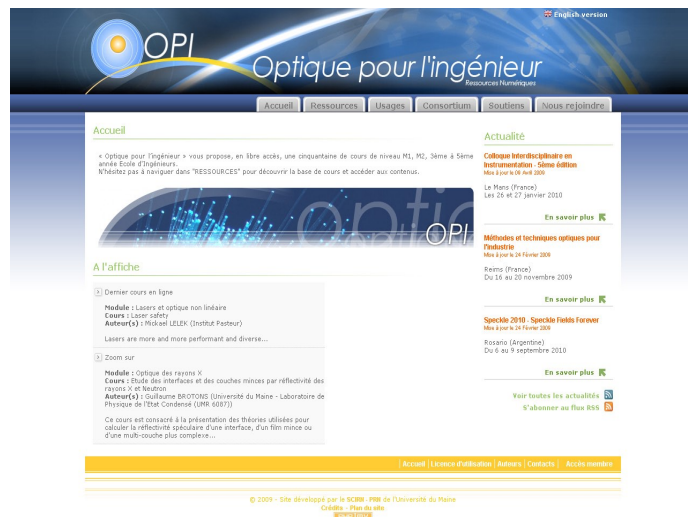 English version
OPI
Optique pour l'ingénieur
Ressources Numériques
Accueil
Ressources
Usages
Consortium
Soutiens
Nous rejoindre
Accueil
« Optique pour l'ingénieur » vous propose, en libre accès, une cinquantaine de cours de niveau M1, M2, 3ème à 5ème
année Ecole d'Ingénieurs.
N'hésitez pas à naviguer dans "RESSOURCES" pour découvrir la base de cours et accéder aux contenus.
optic
OPI
A l'affiche
Dernier cours en ligne
Module : Lasers et optique non linéaire
Cours : Laser safety
Auteur(s) : Mickael LELEK (Institut Pasteur)
Lasers are more and more performant and diverse...
Zoom sur
Module : Optique des rayons X
Cours : Etude des interfaces et des couches minces par réflectivité des
rayons X et Neutron
Auteur(s) : Guillaume BROTONS (Université du Maine - Laboratoire de
Physique de l'Etat Condensé (UMR 6087))
Ce cours est consacré à la présentation des théories utilisées pour
calculer la réflectivité spéculaire d'une interface, d'un film mince ou
d'une multi-couche plus complexe...
Actualité
Colloque Interdisciplinaire en
Instrumentation - 5ème édition
Mise à jour le 09 Avril 2009
Le Mans (France)
Les 26 et 27 janvier 2010
En savoir plus
Méthodes et techniques optiques pour
l'industrie
Mise à jour le 24 Février 2009
Reims (France)
Du 16 au 20 novembre 2009
En savoir plus
Speckle 2010 - Speckle Fields Forever
Mise à jour le 24 Février 2009
Rosario (Argentine)
Du 6 au 9 septembre 2010
En savoir plus
Voir toutes les actualités
S'abonner au flux RSS
| Accueil | Licence d'utilisation | Auteurs | Contacts | Accès membre
© 2009 - Site développé par le SCRIM - PRN de l'Université du Maine
Crédits - Plan du site